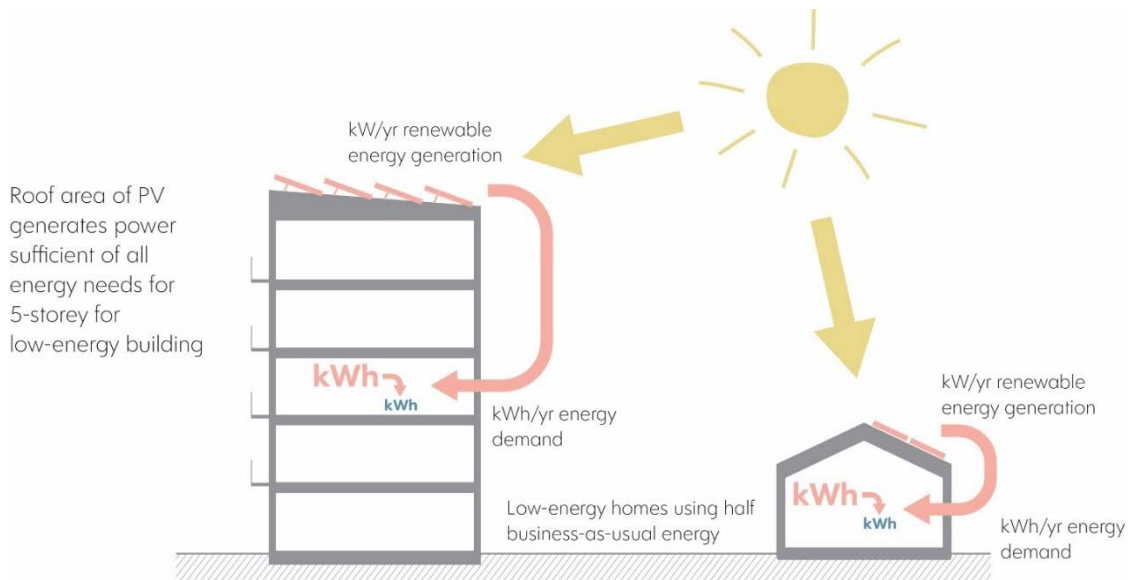 kW/yr renewable
energy generation
Roof area of PV
generates power
sufficient of all
energy needs for
5-storey for
low-energy building
kWh
kWh
kWh/yr energy
demand
kW/yr renewable
energy generation
kWh
kWh
Low-energy homes using half
business-as-usual energy
kWh/yr energy
demand